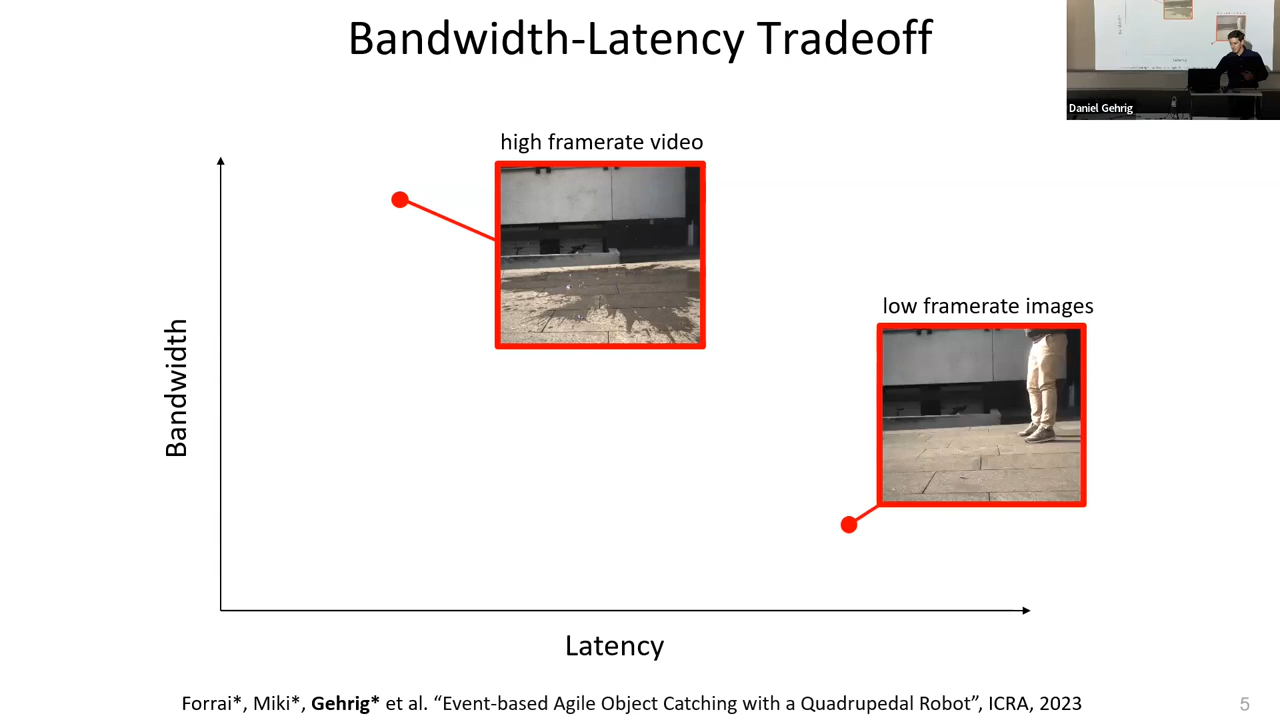 Bandwidth-Latency Tradeoff
Daniel Gehrig
high framerate video
low framerate images
Bandwidth
Latency
Forrai*, Miki*, Gehrig* et al. “Event-based Agile Object Catching with a Quadrupedal Robot”, ICRA, 2023
5